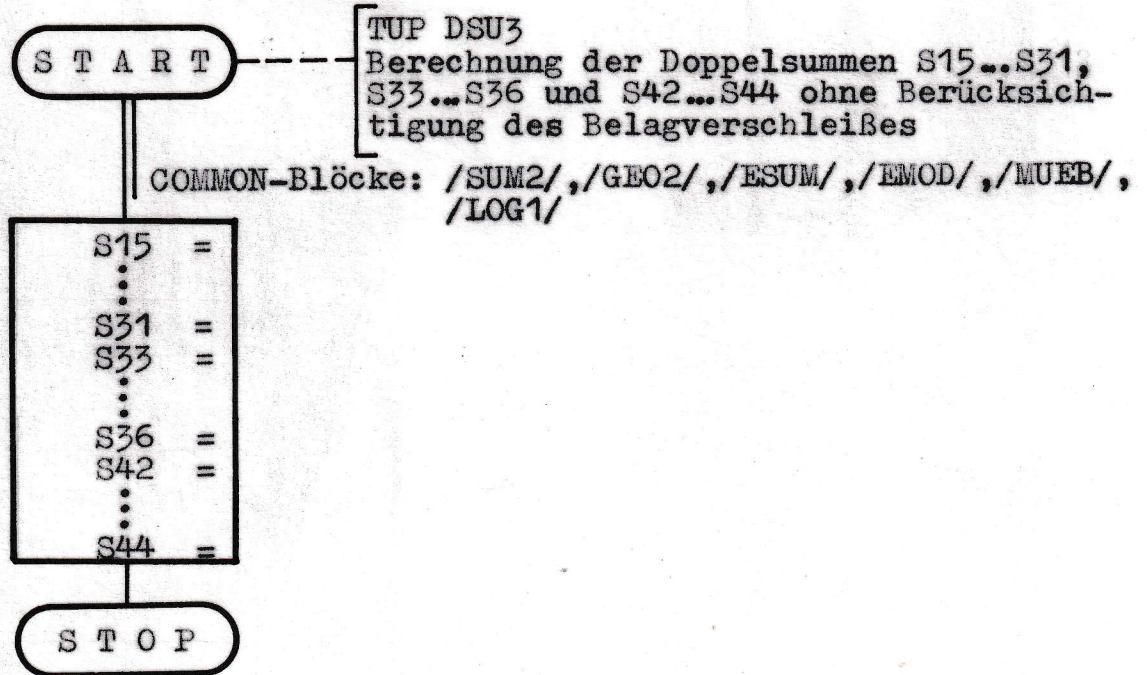 TUP DSU3
S T A R T
Berechnung der Doppelsummen S15...S31,
S33...S36 und S42...S44 ohne Berücksich-
tigung des Belagverschleißes
COMMON-Blöcke: /SUM2/,/GEO2/,/ESUM/,/EMOD/,/MUEB/,
/LOG1/
S15 =
S31 =
S33 =
S36 =
S42 =
S44 =
S T O P